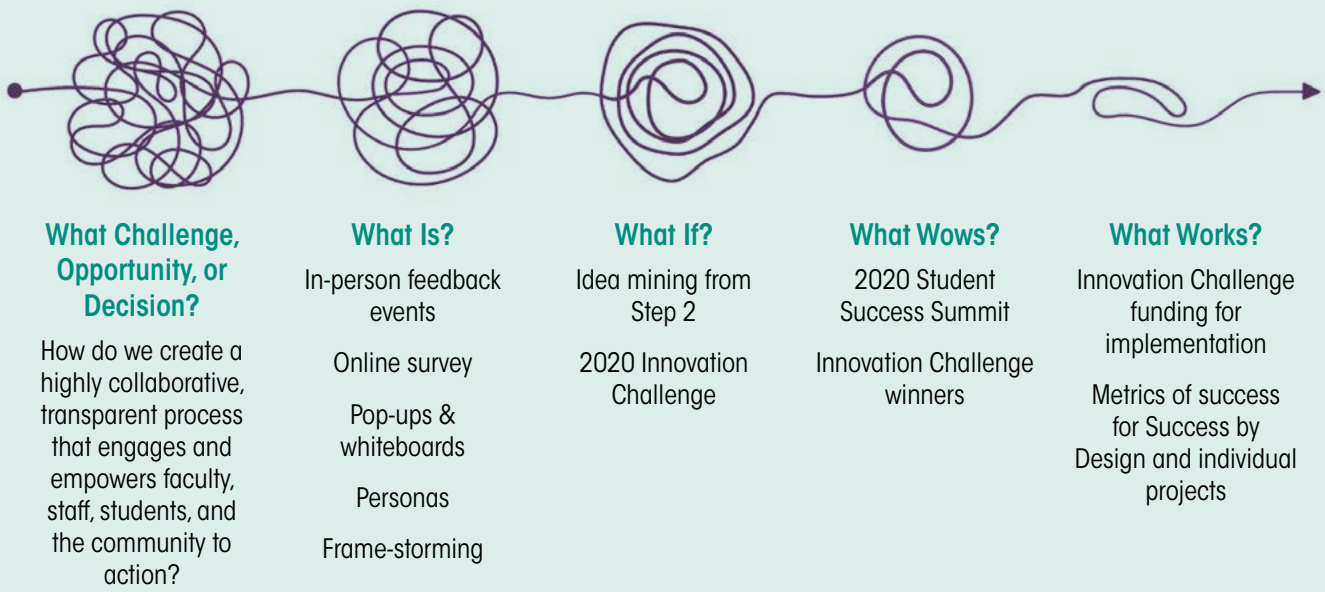 What Challenge,
Opportunity, or
Decision?
How do we create a
highly collaborative,
transparent process
that engages and
empowers faculty,
staff, students, and
the community to
action?
What Is?
In-person feedback
events
Online survey
Pop-ups &
whiteboards
Personas
Frame-storming
What If?
Idea mining from
Step 2
2020 Innovation
Challenge
What Wows?
2020 Student
Success Summit
Innovation Challenge
winners
What Works?
Innovation Challenge
funding for
implementation
Metrics of success
for Success by
Design and individual
projects